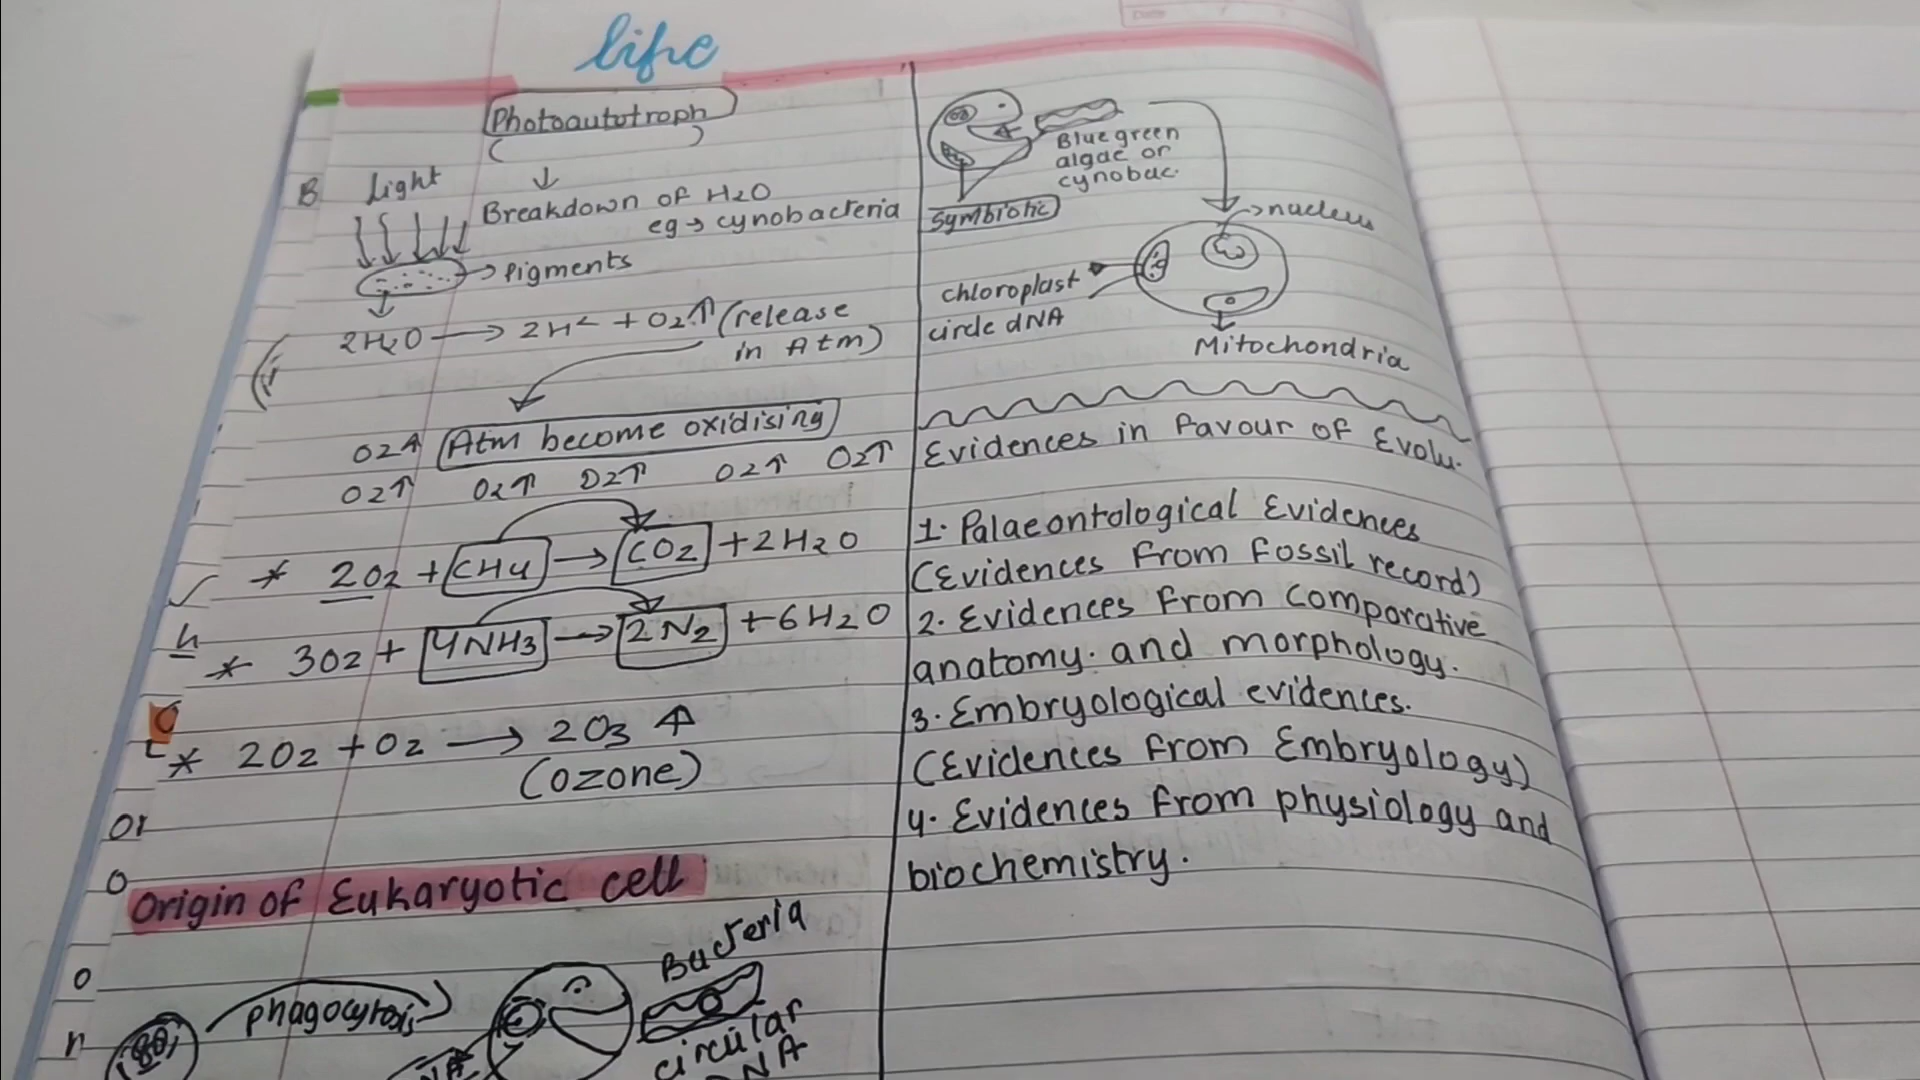 life
Photoautotroph
B Light
Breakdown of H2O
eg → cynobacteria
→ Pigments
2H2O → 2H< + O2↑ (release
in Atm)
O2↑ Atm become oxidising
O2↑ O2↑ O2↑ O2↑ O2↑
* 2O2 + CH4 → CO2 + 2H2O
* 3O2 + 4NH3 → 2N2 + 6H2O
* 2O2 + O2 → 2O3 ↑
(Ozone)
Origin of Eukaryotic cell
phagocytosis
Bacteria
circular
DNA
Blue green
algae or
cynobac.
Symbiotic
→ nucleus
chloroplast
circle dNA
Mitochondria
Evidences in Favour of Evolu.
1. Palaeontological Evidences
(Evidences From Fossil record)
2. Evidences From Comparative
anatomy. and morphology.
3. Embryological evidences.
(Evidences From Embryology)
4. Evidences From physiology and
biochemistry.